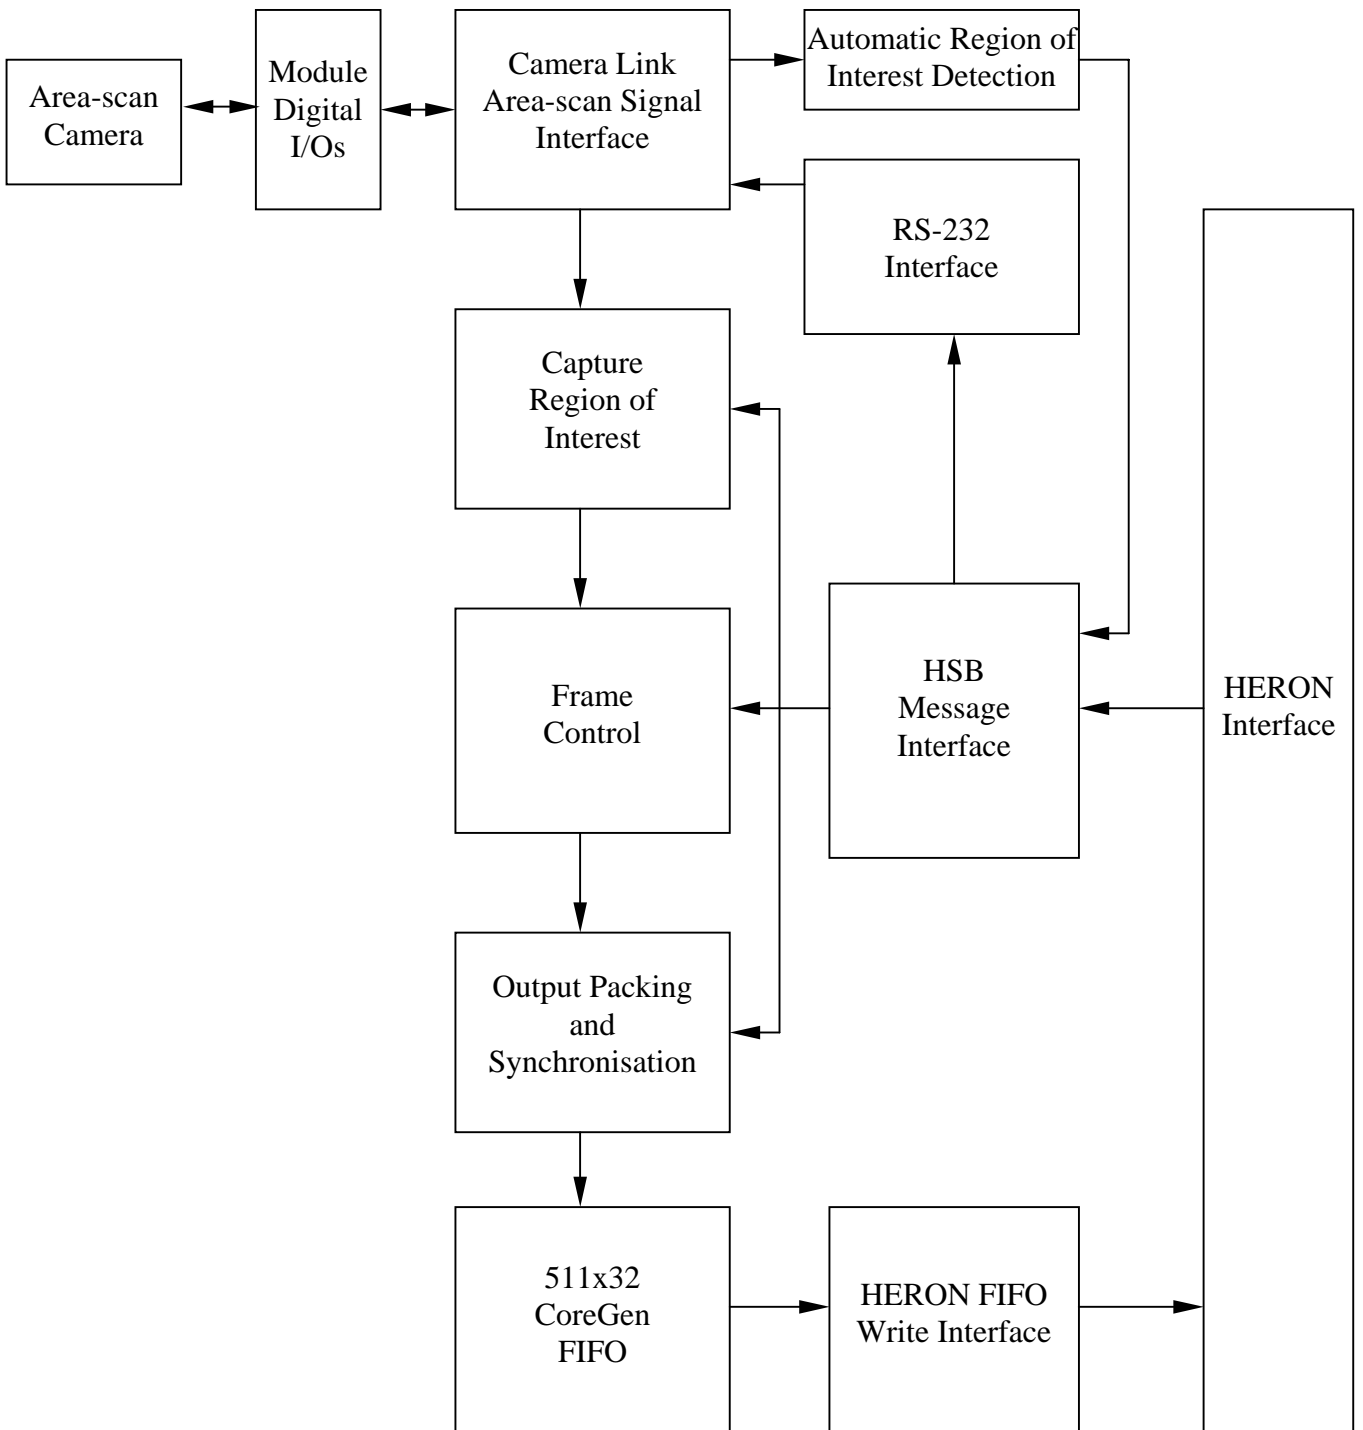 Area-scan
Camera
Module
Digital
I/Os
Camera Link
Area-scan Signal
Interface
Automatic Region of
Interest Detection
RS-232
Interface
Capture
Region of
Interest
Frame
Control
HSB
Message
Interface
HERON
Interface
Output Packing
and
Synchronisation
511x32
CoreGen
FIFO
HERON FIFO
Write Interface